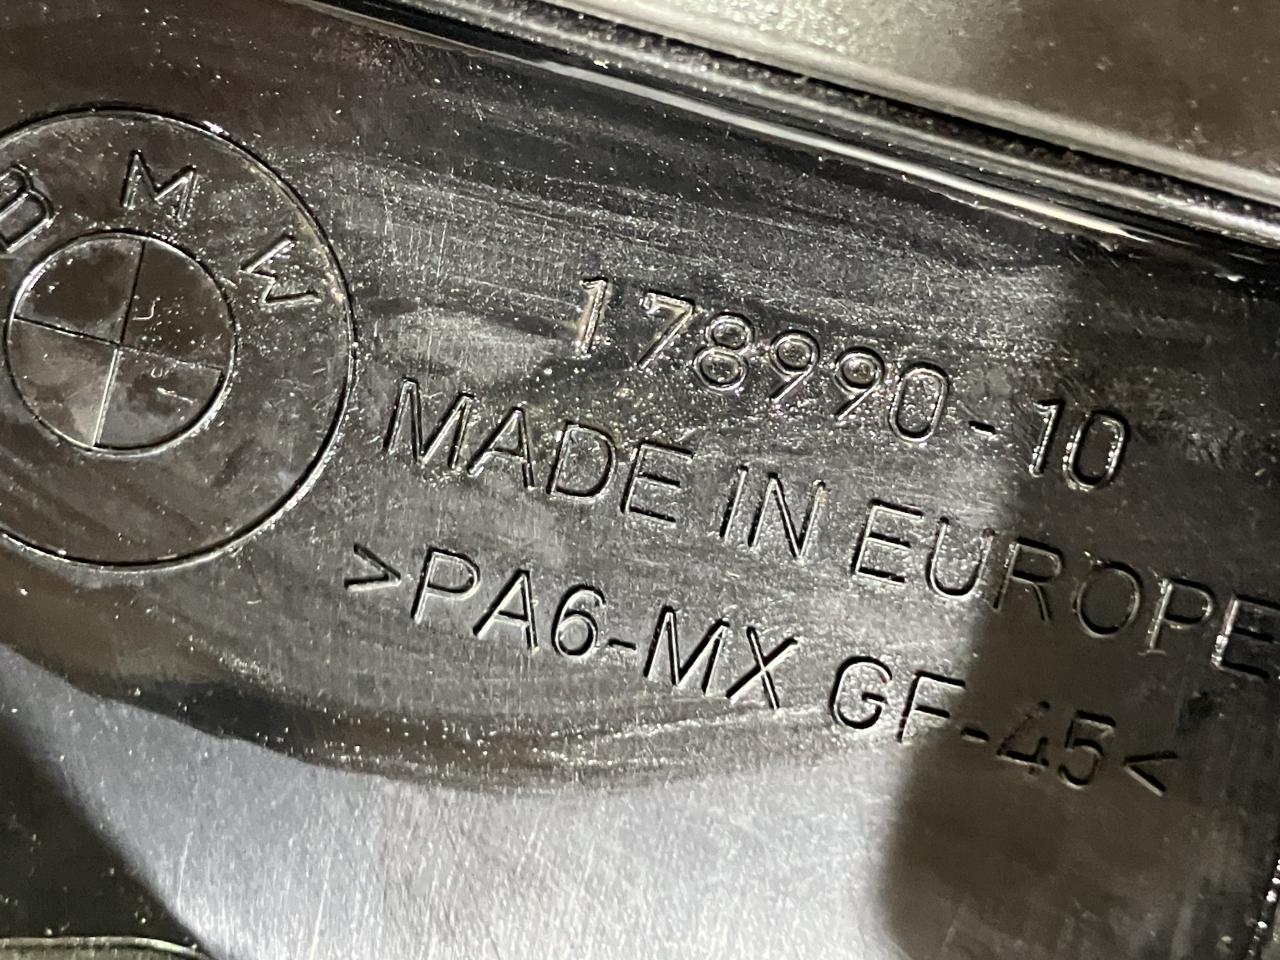 BMW
178990-10
MADE IN EUROPE
>PA6-MX GF-45<